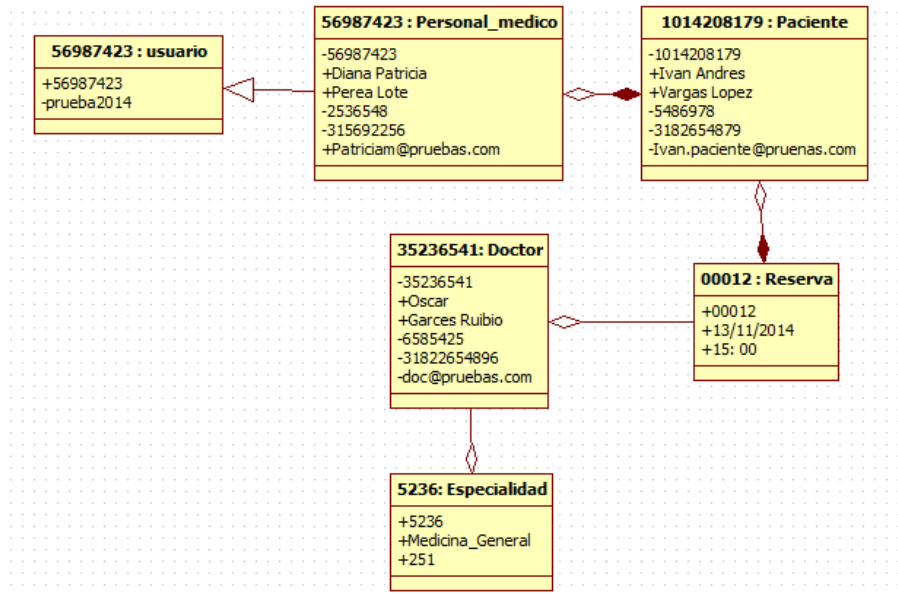 56987423 : usuario
+56987423
-prueba2014
56987423 : Personal_medico
-56987423
+Diana Patricia
+Perea Lote
-2536548
-315692256
+Patriciam@pruebas.com
1014208179 : Paciente
-1014208179
+Ivan Andres
+Vargas Lopez
-5486978
-3182654879
-Ivan.paciente@pruenas.com
35236541: Doctor
-35236541
+Oscar
+Garces Ruibio
-6585425
-31822654896
-doc@pruebas.com
00012 : Reserva
+00012
+13/11/2014
+15: 00
5236: Especialidad
+5236
+Medicina_General
+251